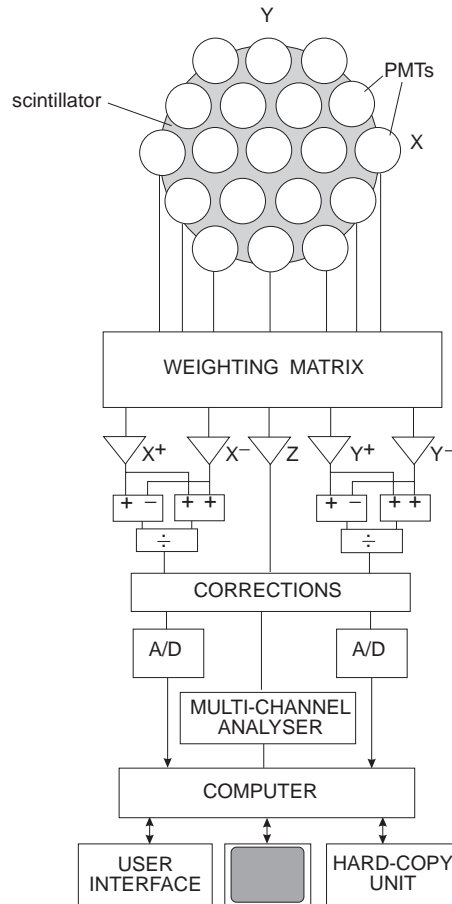 Y
PMTs
scintillator
X
WEIGHTING MATRIX
X+ X− Z Y+ Y−
+ − + + + − + +
÷ ÷
CORRECTIONS
A/D A/D
MULTI-CHANNEL
ANALYSER
COMPUTER
USER
INTERFACE
HARD-COPY
UNIT